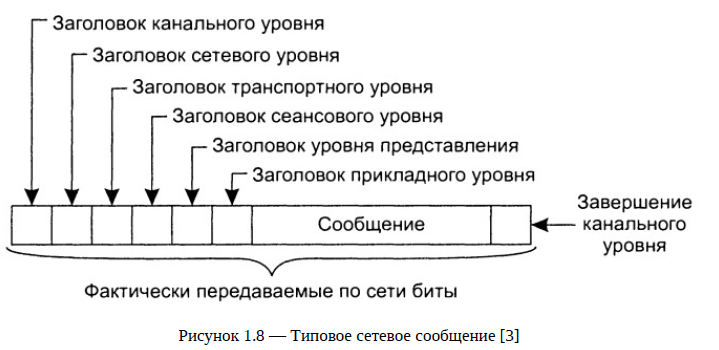 Заголовок канального уровня
Заголовок сетевого уровня
Заголовок транспортного уровня
Заголовок сеансового уровня
Заголовок уровня представления
Заголовок прикладного уровня
Сообщение
Завершение
канального
уровня
Фактически передаваемые по сети биты
Рисунок 1.8 — Типовое сетевое сообщение [3]